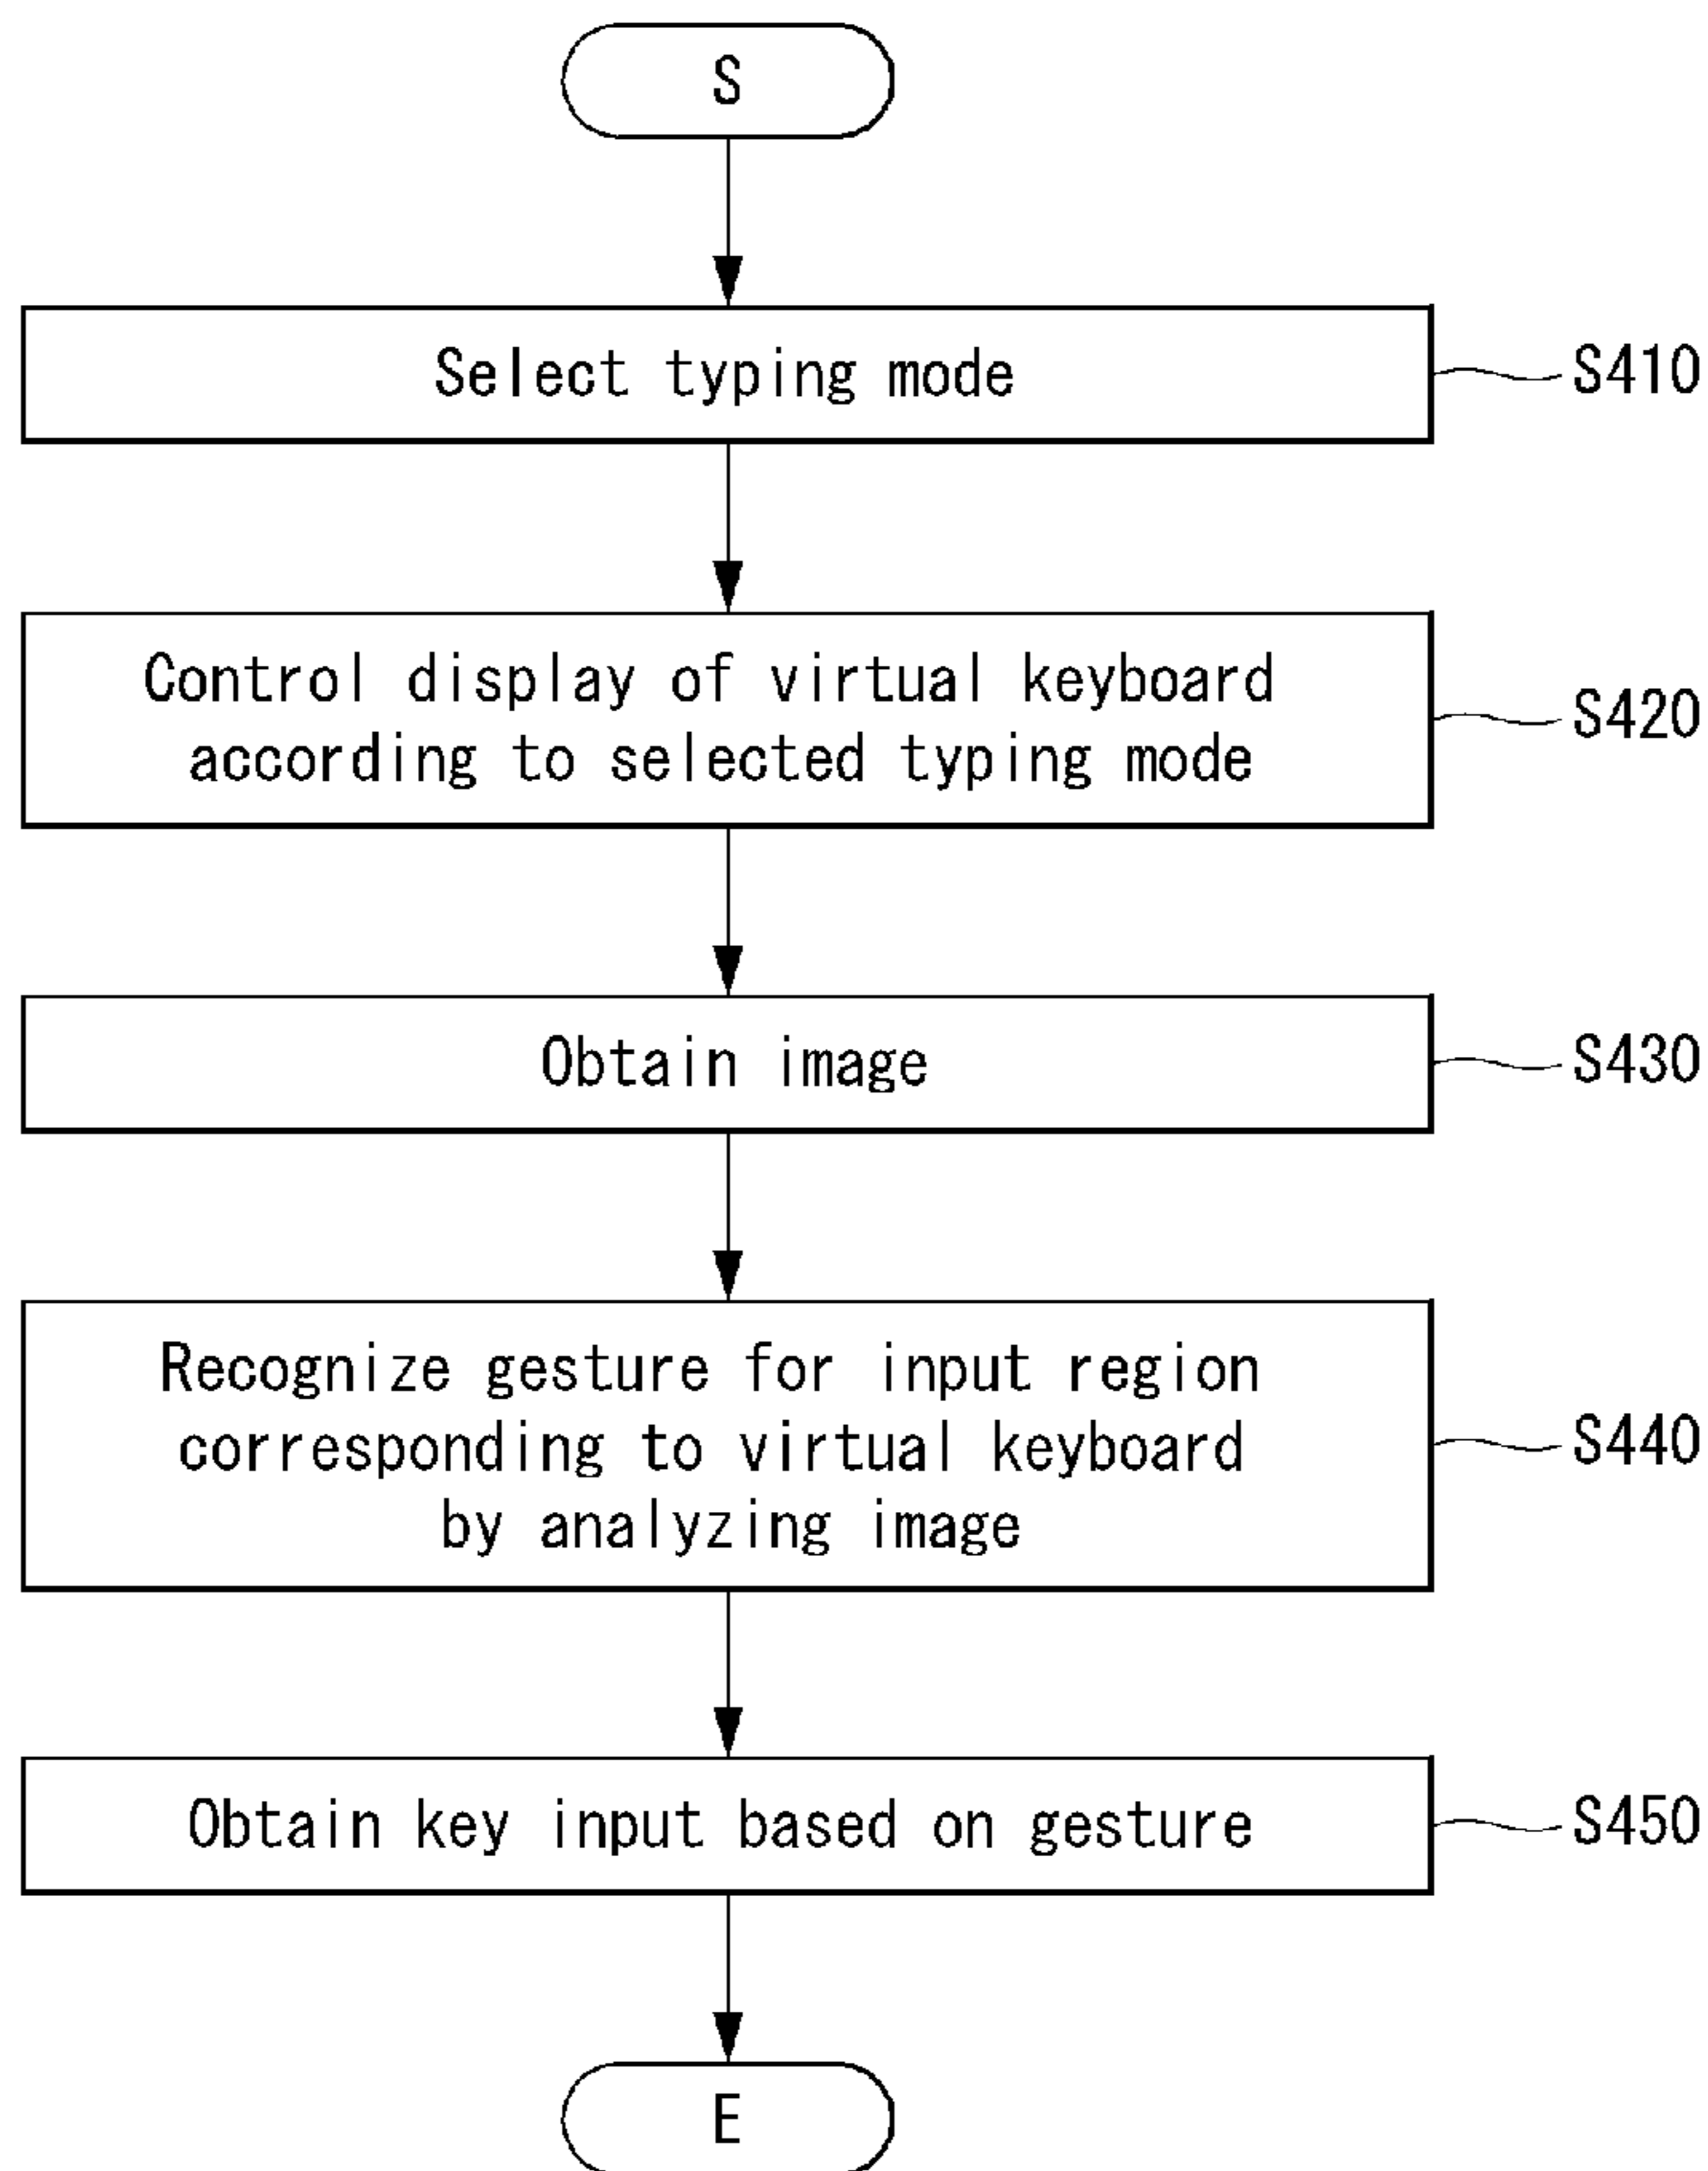 S
Select typing mode
S410
Control display of virtual keyboard
according to selected typing mode
S420
Obtain image
S430
Recognize gesture for input region
corresponding to virtual keyboard
by analyzing image
S440
Obtain key input based on gesture
S450
E